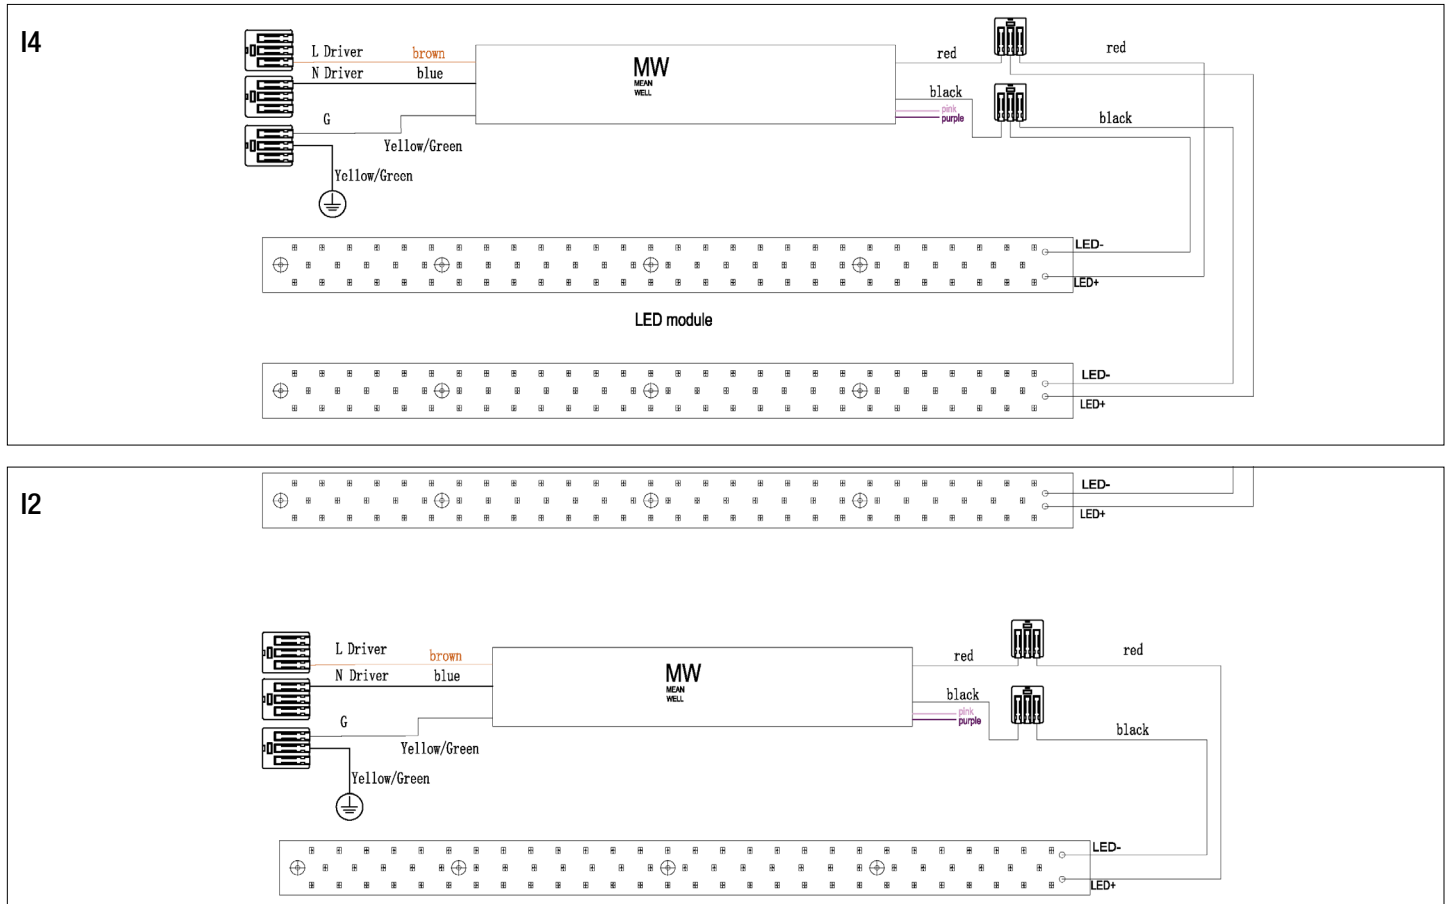 I4
L Driver brown
N Driver blue
G
Yellow/Green
Yellow/Green
MW
MEAN
WELL
red
red
black
pink
purple
black
LED-
LED+
LED module
LED-
LED+
I2
LED-
LED+
L Driver brown
N Driver blue
G
Yellow/Green
Yellow/Green
MW
MEAN
WELL
red
red
black
pink
purple
black
LED-
LED+